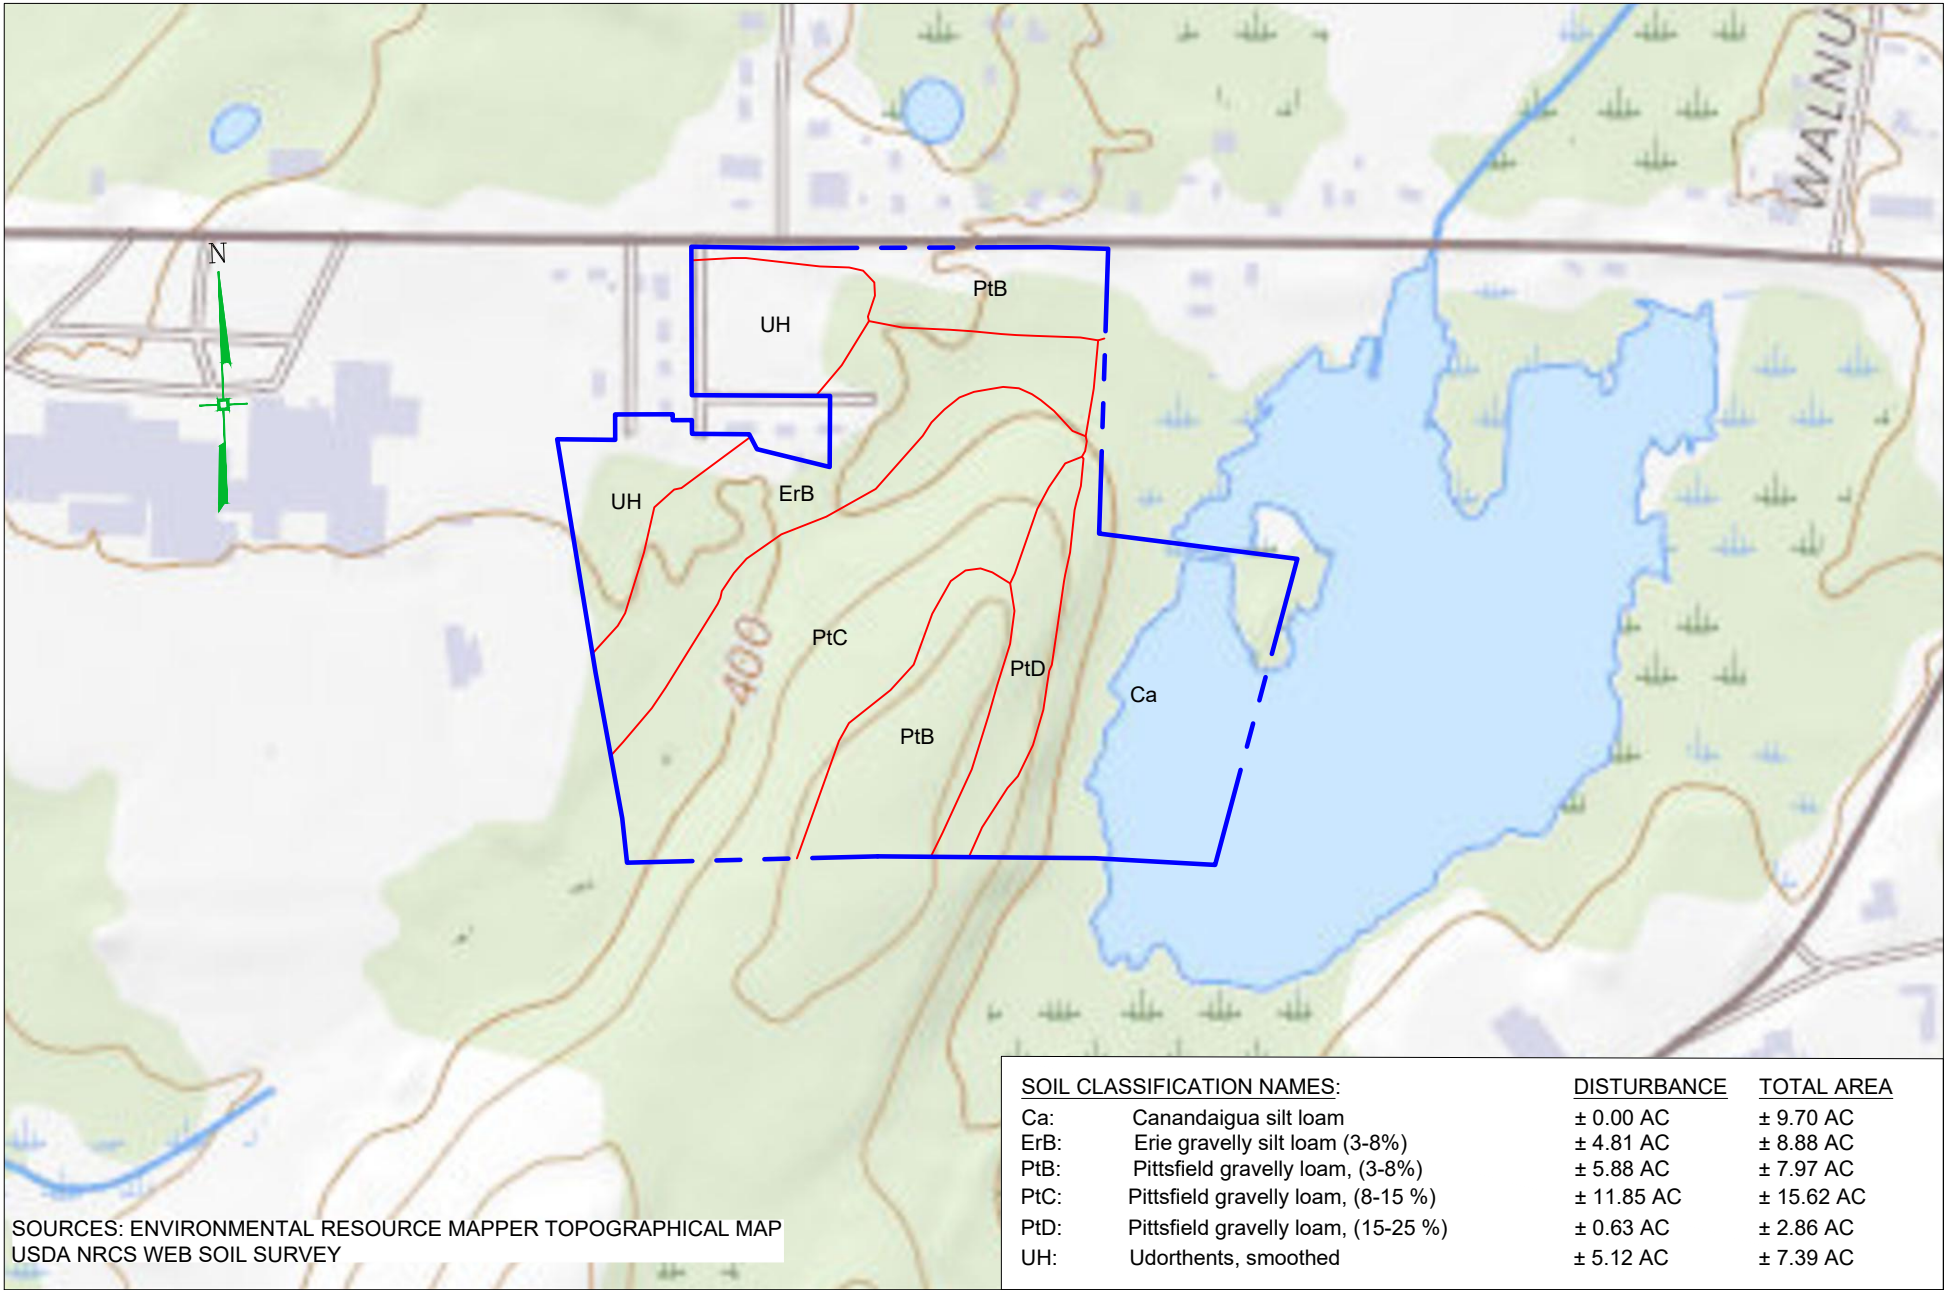 WALNU
N
PtB
UH
UH
ErB
400
PtC
PtD
Ca
PtB
SOIL CLASSIFICATION NAMES: DISTURBANCE TOTAL AREA
Ca: Canandaigua silt loam ± 0.00 AC ± 9.70 AC
ErB: Erie gravelly silt loam (3-8%) ± 4.81 AC ± 8.88 AC
PtB: Pittsfield gravelly loam, (3-8%) ± 5.88 AC ± 7.97 AC
PtC: Pittsfield gravelly loam, (8-15 %) ± 11.85 AC ± 15.62 AC
PtD: Pittsfield gravelly loam, (15-25 %) ± 0.63 AC ± 2.86 AC
UH: Udorthents, smoothed ± 5.12 AC ± 7.39 AC
SOURCES: ENVIRONMENTAL RESOURCE MAPPER TOPOGRAPHICAL MAP
USDA NRCS WEB SOIL SURVEY